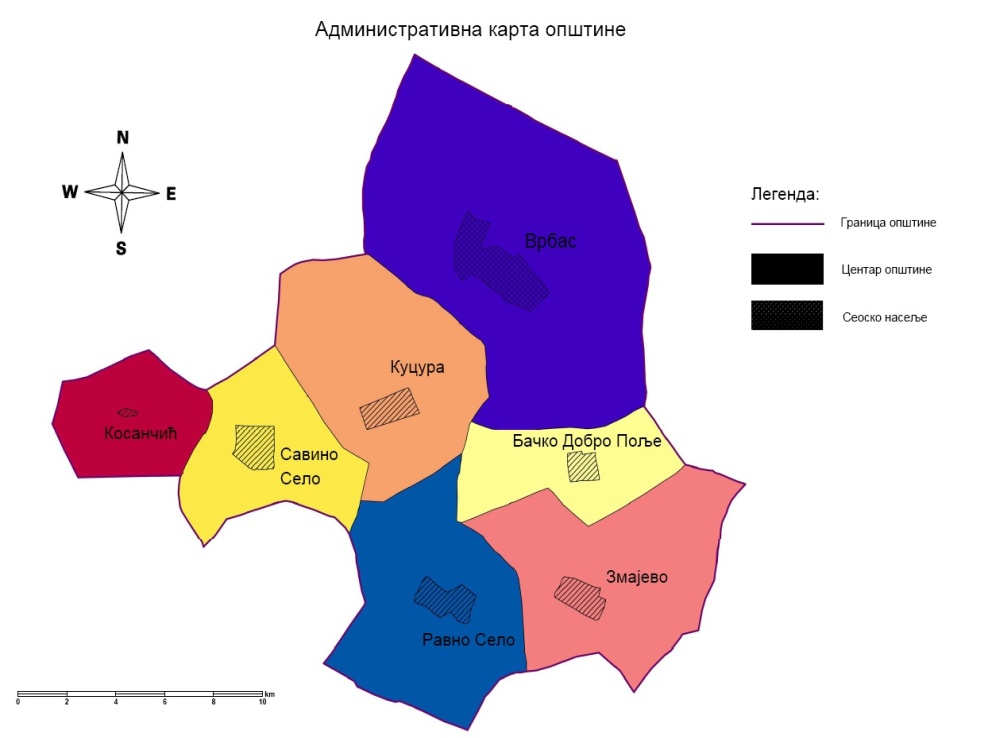 Административна карта општине
N
W E
S
Легенда:
Граница општине
Центар општине
Сеоско насеље
Врбас
Куцура
Косанчић
Савино
Село
Бачко Добро Поље
Змајево
Равно Село
km
0 2 4 6 8 10